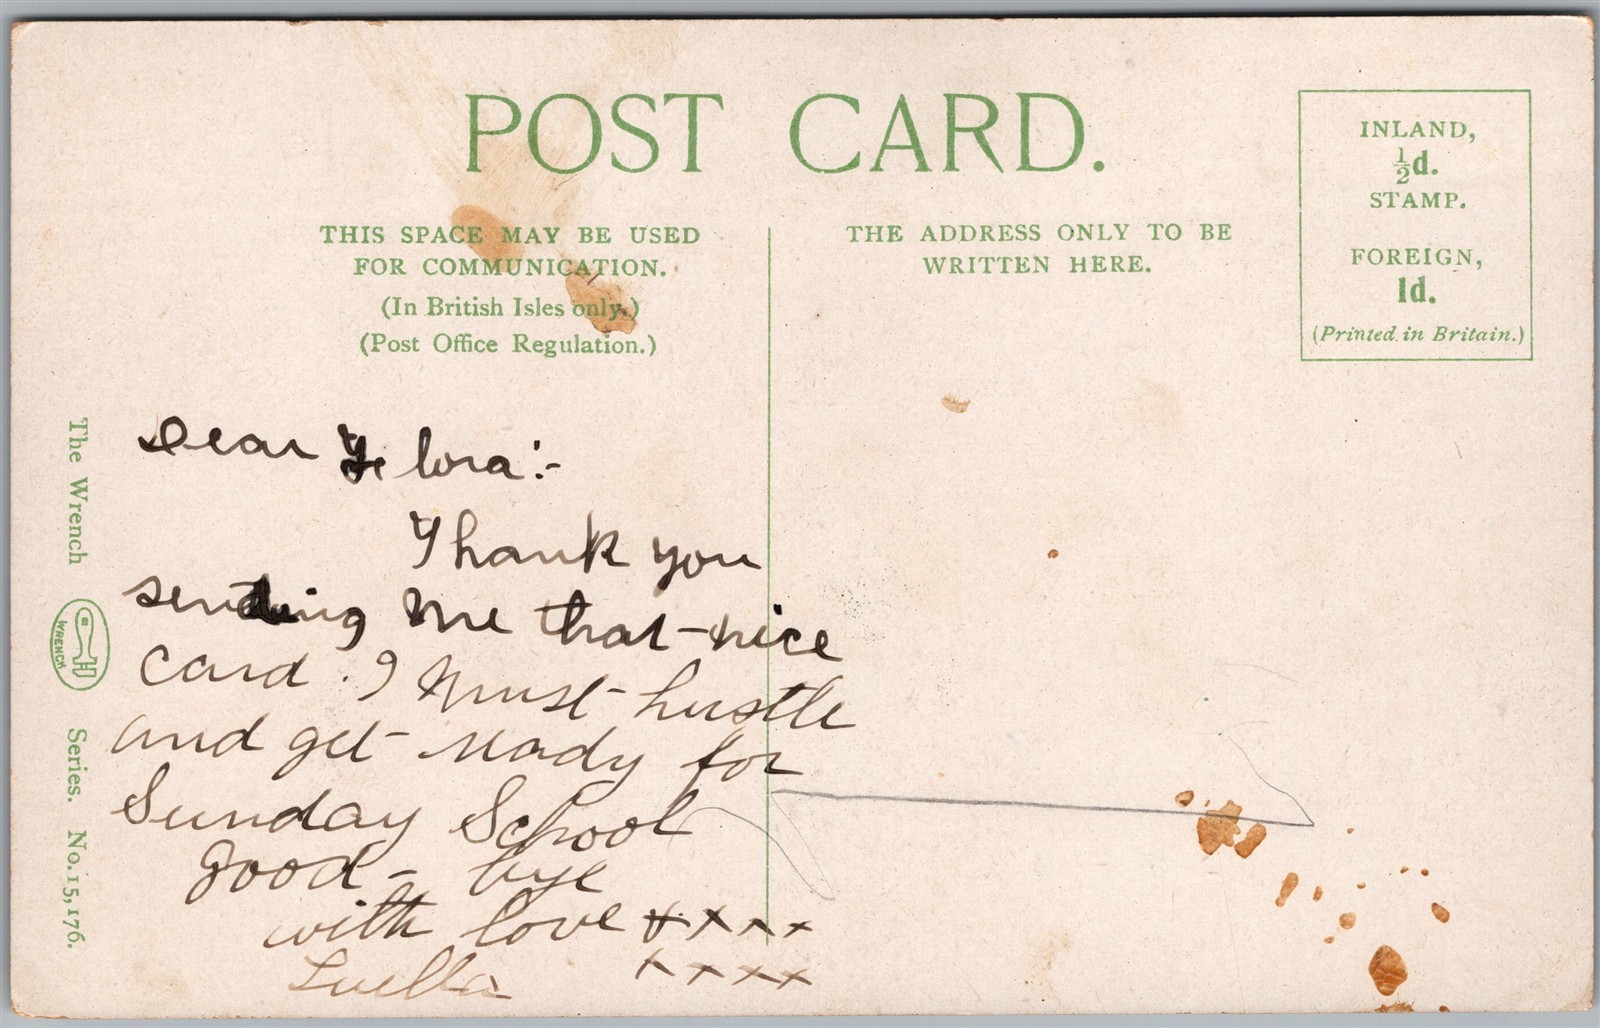 POST CARD.
THIS SPACE MAY BE USED
FOR COMMUNICATION.
(In British Isles only.)
(Post Office Regulation.)
THE ADDRESS ONLY TO BE
WRITTEN HERE.
INLAND,
½d.
STAMP.
FOREIGN,
1d.
(Printed in Britain.)
The Wrench
WRENCH
Series. No. 15,176.
Dear Flora:-
Thank you
sending me that nice
card. I must hustle
and get ready for
Sunday School
good-bye
with love xxxx
Luella xxxx